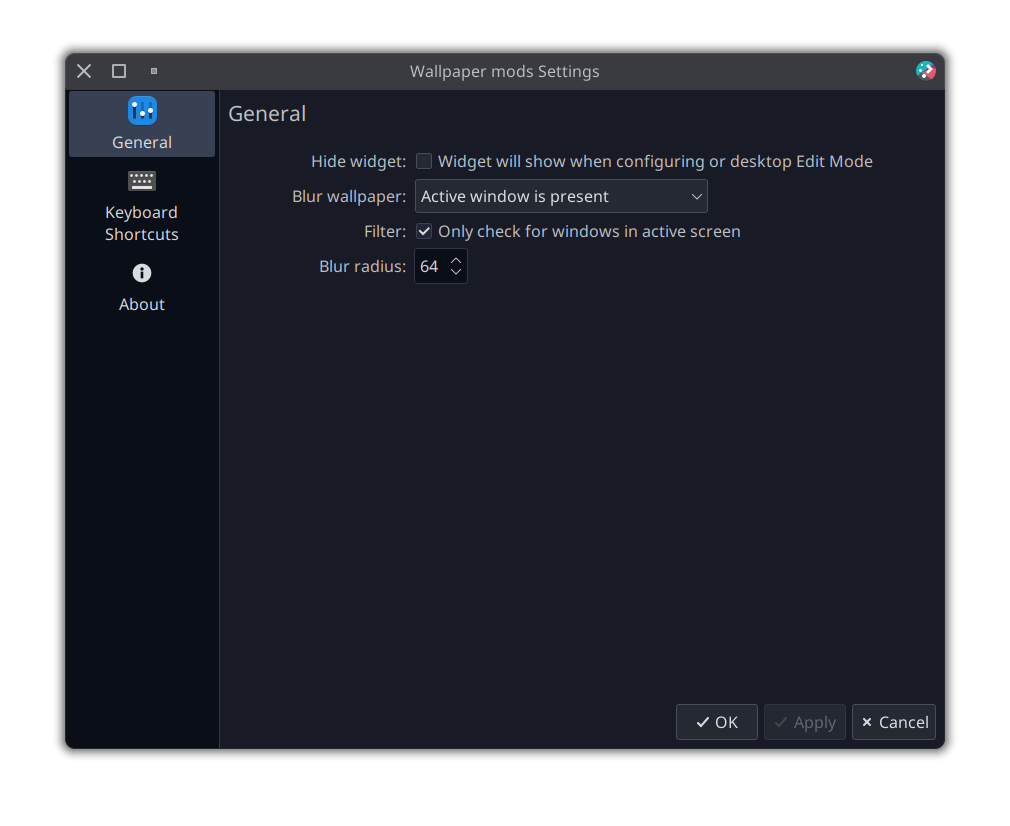 Wallpaper mods Settings
General
Keyboard
Shortcuts
About
General
Hide widget: Widget will show when configuring or desktop Edit Mode
Blur wallpaper: Active window is present
Filter: Only check for windows in active screen
Blur radius: 64
OK Apply Cancel